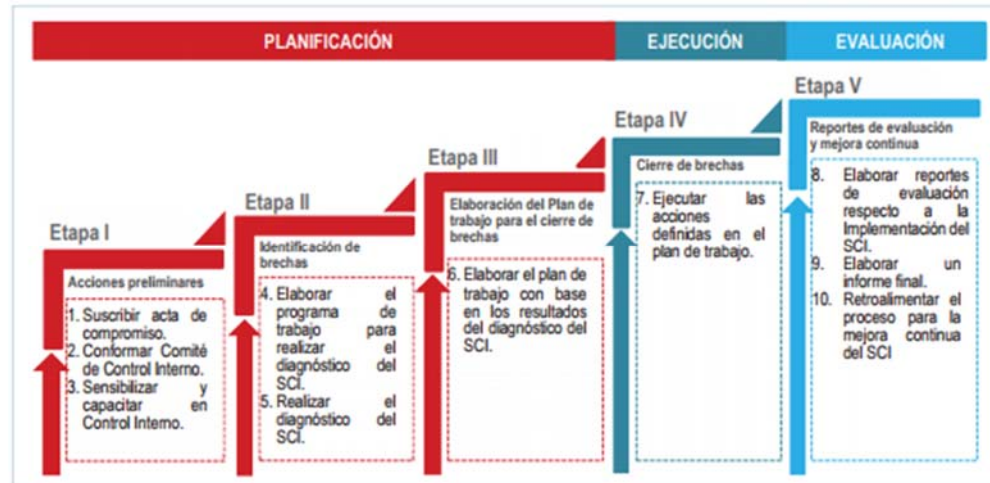 PLANIFICACIÓN
EJECUCIÓN
EVALUACIÓN
Etapa I
Acciones preliminares
1. Suscribir acta de
compromiso.
2. Conformar Comité
de Control Interno.
3. Sensibilizar y
capacitar en
Control Interno.
Etapa II
Identificación de
brechas
4. Elaborar el
programa de
trabajo para
realizar el
diagnóstico del
SCI.
5. Realizar el
diagnóstico del
SCI.
Etapa III
Elaboración del Plan de
trabajo para el cierre de
brechas
6. Elaborar el plan de
trabajo con base
en los resultados
del diagnóstico del
SCI.
Etapa IV
Cierre de brechas
7. Ejecutar las
acciones
definidas en el
plan de trabajo.
Etapa V
Reportes de evaluación
y mejora continua
8. Elaborar reportes
de evaluación
respecto a la
Implementación del
SCI.
9. Elaborar un
informe final.
10. Retroalimentar el
proceso para la
mejora continua
del SCI